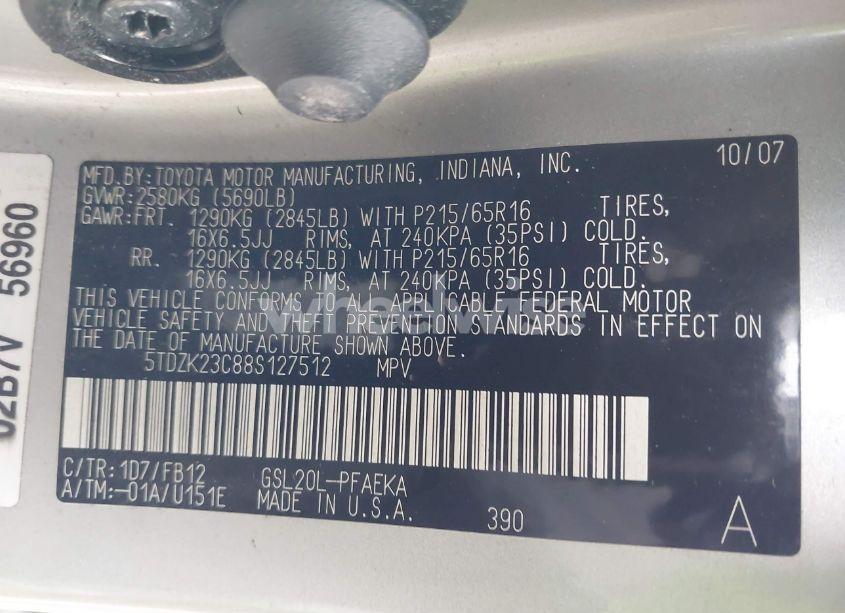 MFD.BY:TOYOTA MOTOR MANUFACTURING, INDIANA, INC. 10/07
GVWR:2580KG (5690LB)
GAWR:FRT. 1290KG (2845LB) WITH P215/65R16 TIRES,
16X6.5JJ RIMS, AT 240KPA (35PSI) COLD.
RR. 1290KG (2845LB) WITH P215/65R16 TIRES,
16X6.5JJ RIMS, AT 240KPA (35PSI) COLD.
THIS VEHICLE CONFORMS TO ALL APPLICABLE FEDERAL MOTOR
VEHICLE SAFETY AND THEFT PREVENTION STANDARDS IN EFFECT ON
THE DATE OF MANUFACTURE SHOWN ABOVE.
5TDZK23C88S127512 MPV
C/TR:1D7/FB12 GSL20L-PFAEKA
A/TM:-01A/U151E MADE IN U.S.A. 390 A
02B7V 56960